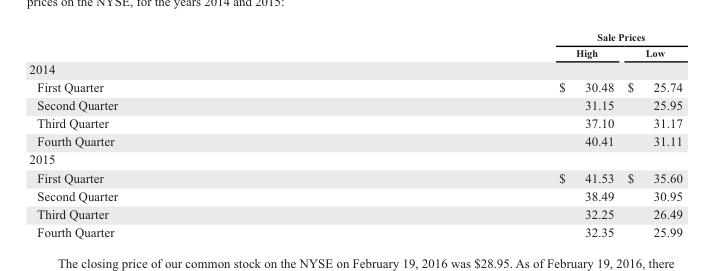 prices on the NYSE, for the years 2014 and 2015:
Sale Prices
High Low
2014
First Quarter $ 30.48 $ 25.74
Second Quarter 31.15 25.95
Third Quarter 37.10 31.17
Fourth Quarter 40.41 31.11
2015
First Quarter $ 41.53 $ 35.60
Second Quarter 38.49 30.95
Third Quarter 32.25 26.49
Fourth Quarter 32.35 25.99
The closing price of our common stock on the NYSE on February 19, 2016 was $28.95. As of February 19, 2016, there